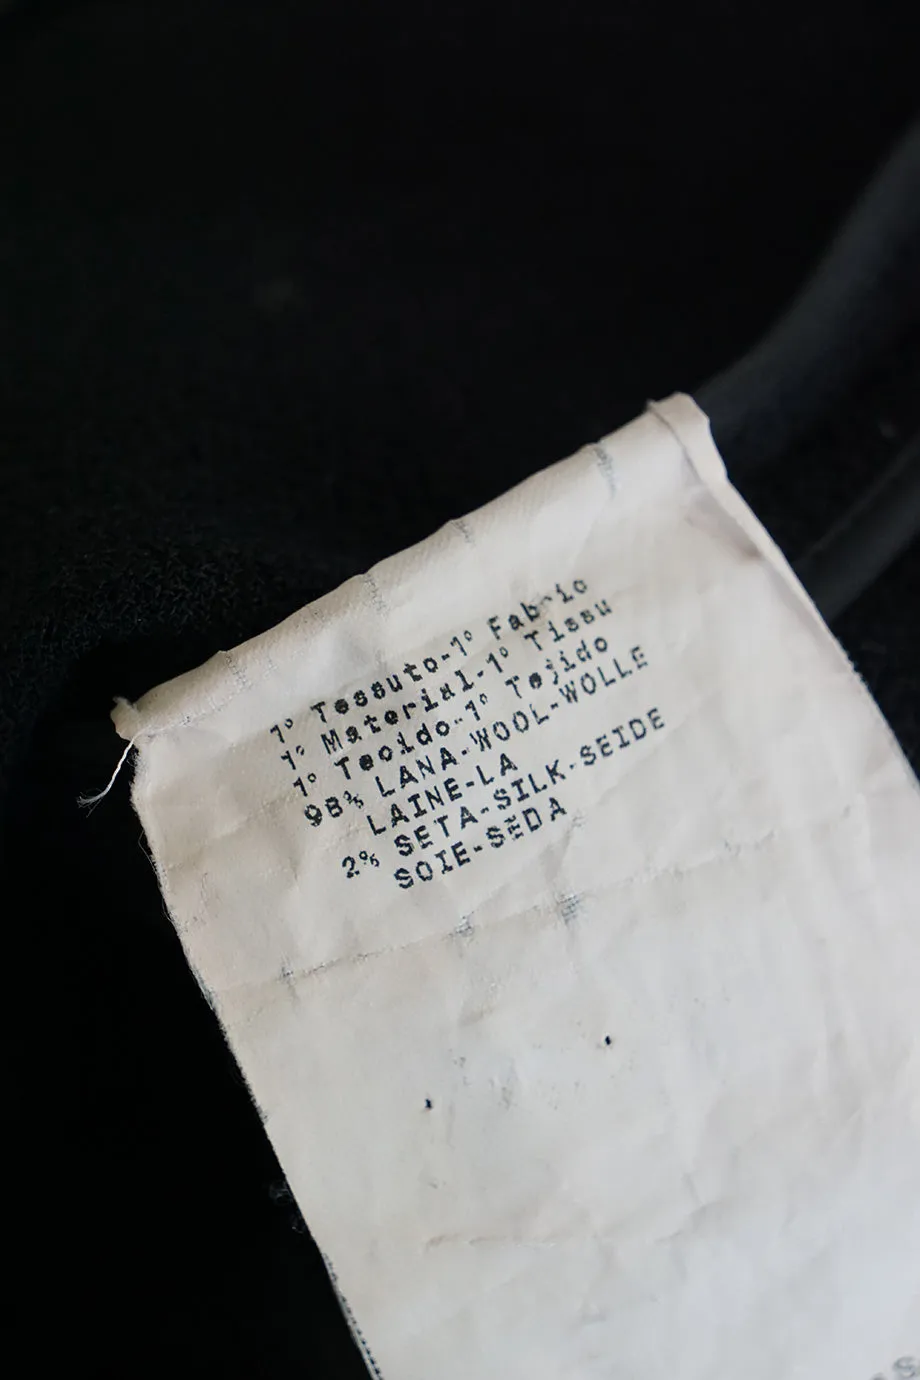 1° Tessuto-1° Fabric
1° Material-1° Tissu
1° Tecido-1° Tejido
98% LANA-WOOL-WOLLE
LAINE-LA
2% SETA-SILK-SEIDE
SOIE-SEDA